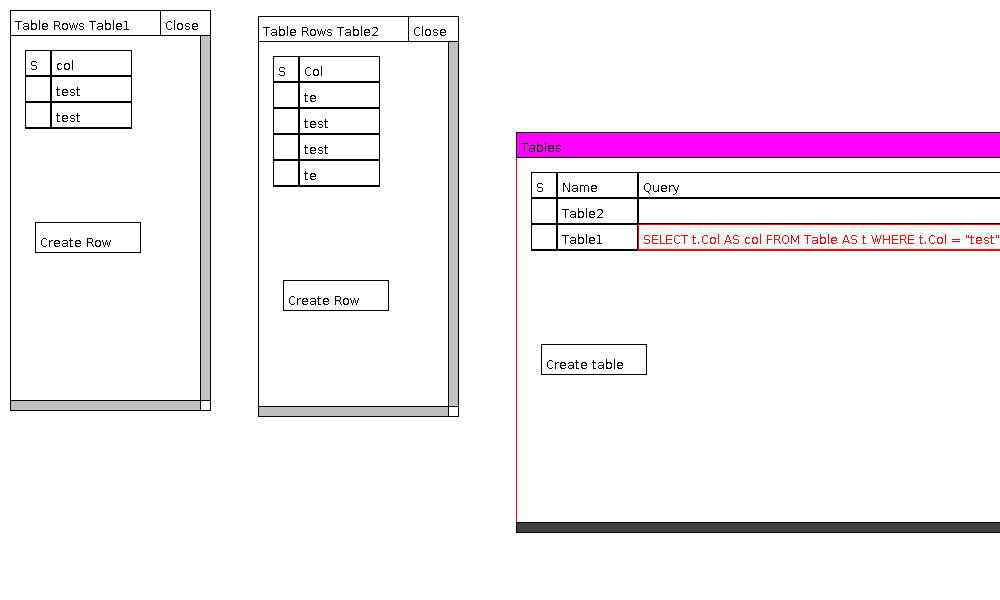 Table Rows Table1 Close
S col
test
test
Create Row
Table Rows Table2 Close
S Col
te
test
test
te
Create Row
Tables
S Name Query
Table2
Table1 SELECT t.Col AS col FROM Table AS t WHERE t.Col = "test"
Create table